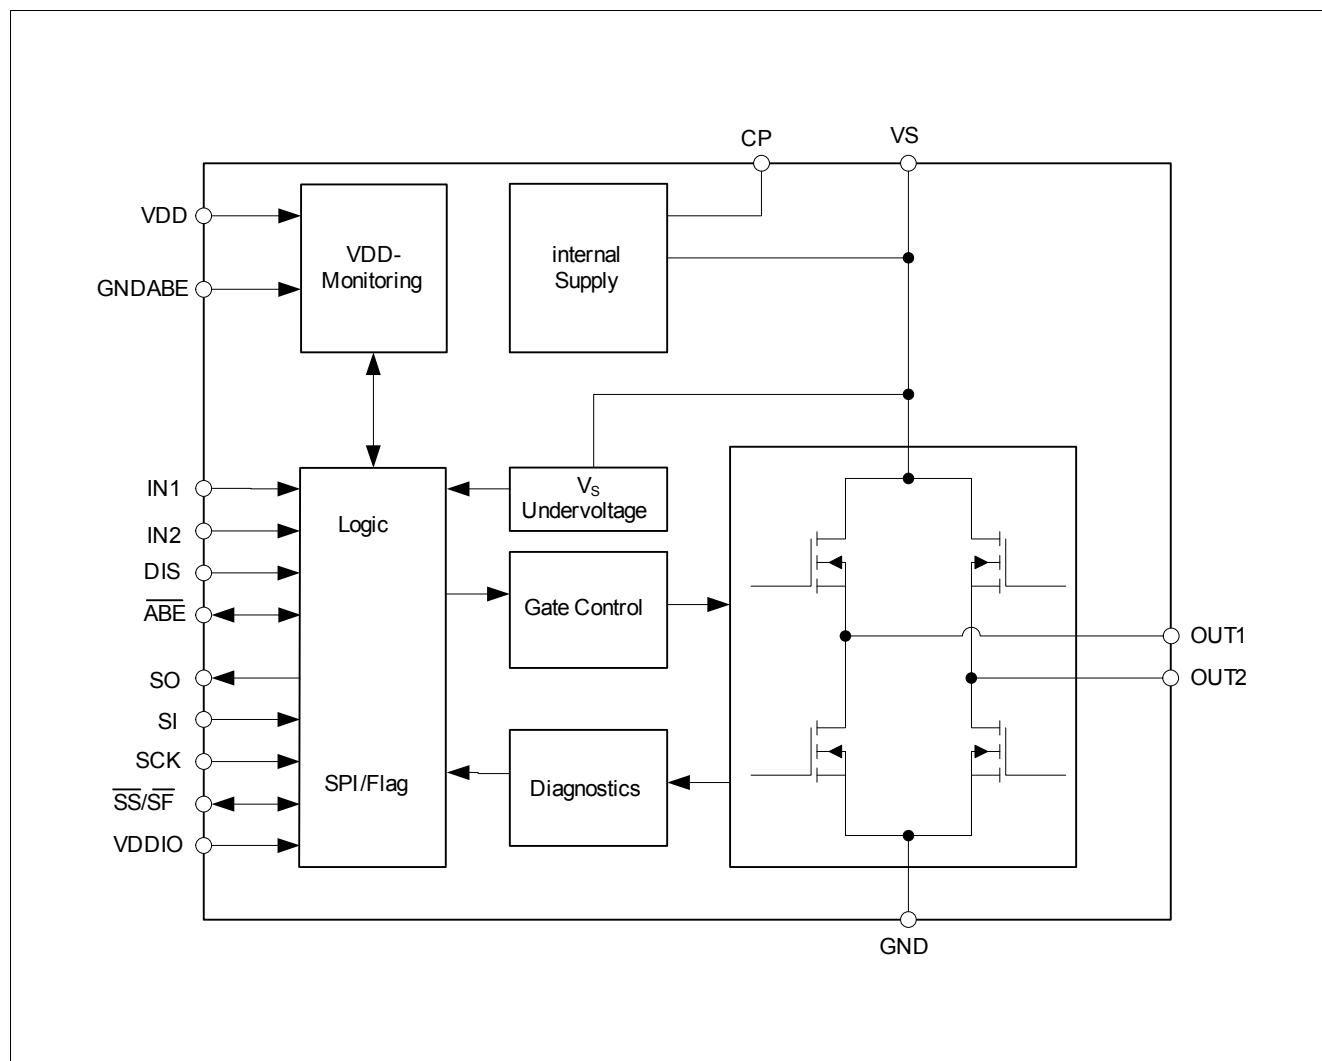 CP
VS
VDD
GNDABE
VDD-
Monitoring
internal
Supply
IN1
IN2
DIS
ABE
SO
SI
SCK
SS/SF
VDDIO
Logic
SPI/Flag
VS
Undervoltage
Gate Control
Diagnostics
OUT1
OUT2
GND